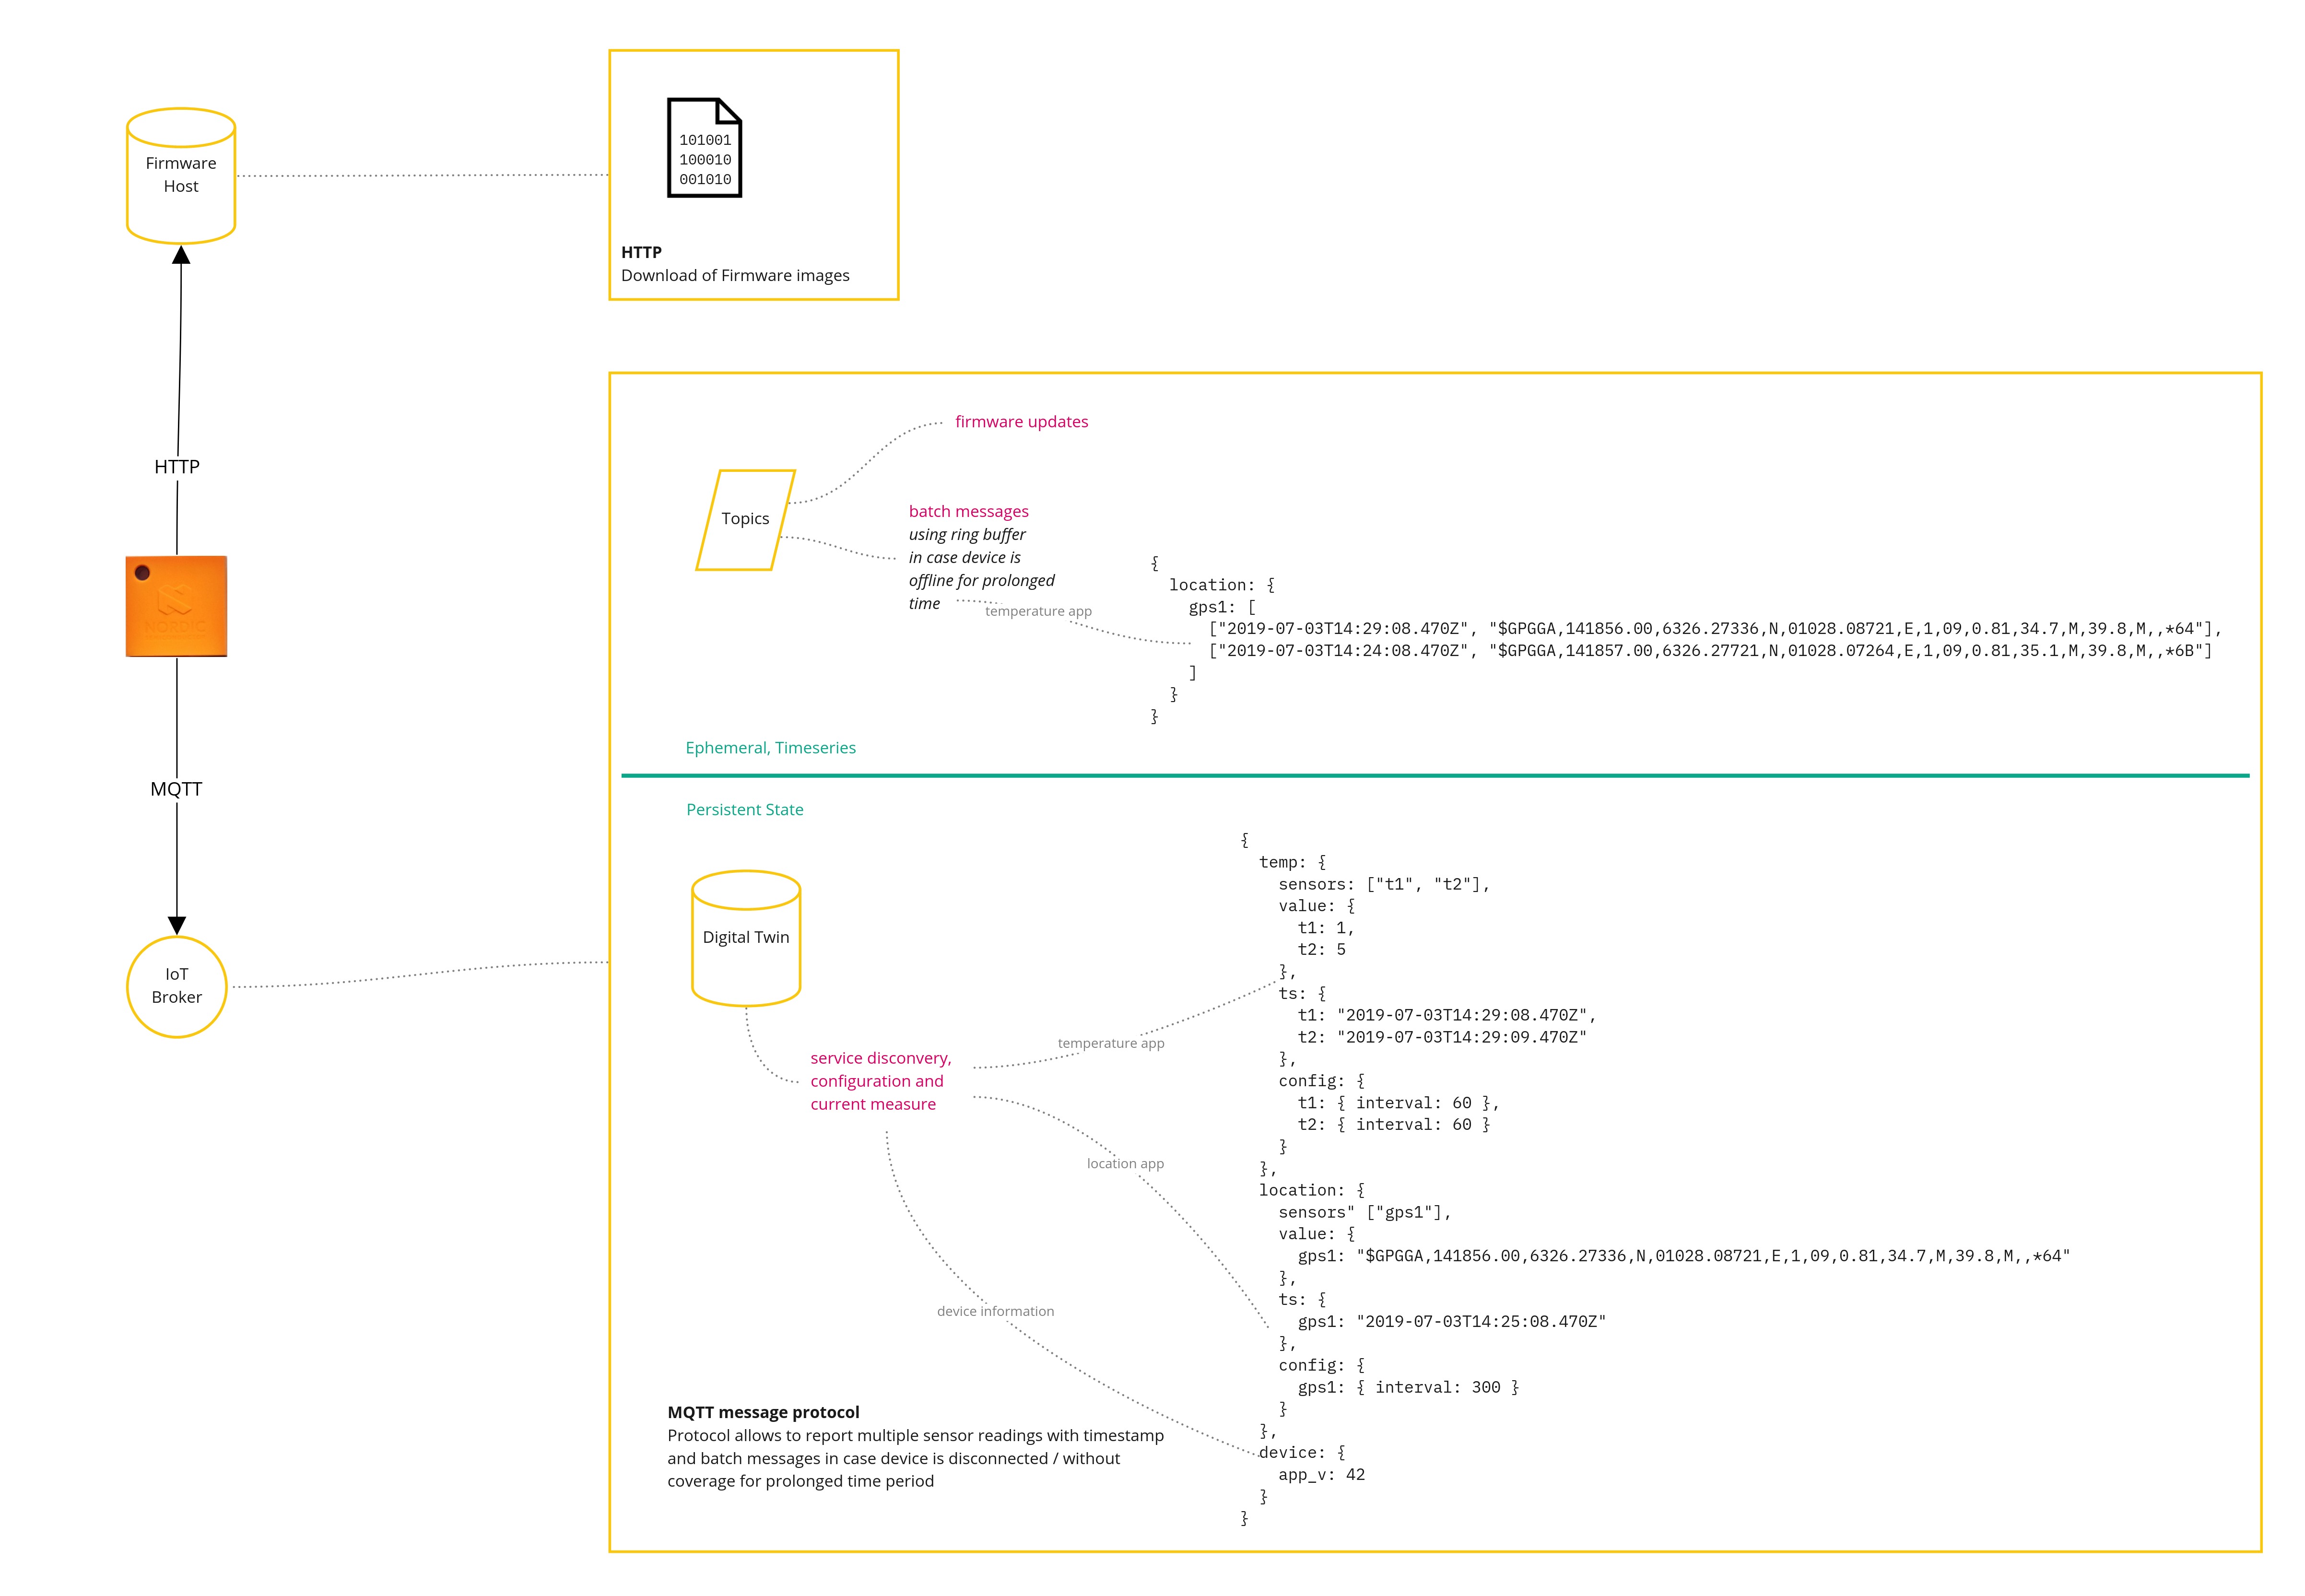 Firmware
Host
101001
100010
001010
HTTP
Download of Firmware images
HTTP
NORDIC
MQTT
IoT
Broker
firmware updates
Topics
batch messages
using ring buffer
in case device is
offline for prolonged
time
temperature app
{
location: {
gps1: [
["2019-07-03T14:29:08.470Z", "$GPGGA,141856.00,6326.27336,N,01028.08721,E,1,09,0.81,34.7,M,39.8,M,,*64"],
["2019-07-03T14:24:08.470Z", "$GPGGA,141857.00,6326.27721,N,01028.07264,E,1,09,0.81,35.1,M,39.8,M,,*6B"]
]
}
}
Ephemeral, Timeseries
Persistent State
Digital Twin
service disconvery,
configuration and
current measure
temperature app
location app
device information
{
temp: {
sensors: ["t1", "t2"],
value: {
t1: 1,
t2: 5
},
ts: {
t1: "2019-07-03T14:29:08.470Z",
t2: "2019-07-03T14:29:09.470Z"
},
config: {
t1: { interval: 60 },
t2: { interval: 60 }
}
},
location: {
sensors" ["gps1"],
value: {
gps1: "$GPGGA,141856.00,6326.27336,N,01028.08721,E,1,09,0.81,34.7,M,39.8,M,,*64"
},
ts: {
gps1: "2019-07-03T14:25:08.470Z"
},
config: {
gps1: { interval: 300 }
}
},
device: {
app_v: 42
}
}
MQTT message protocol
Protocol allows to report multiple sensor readings with timestamp
and batch messages in case device is disconnected / without
coverage for prolonged time period